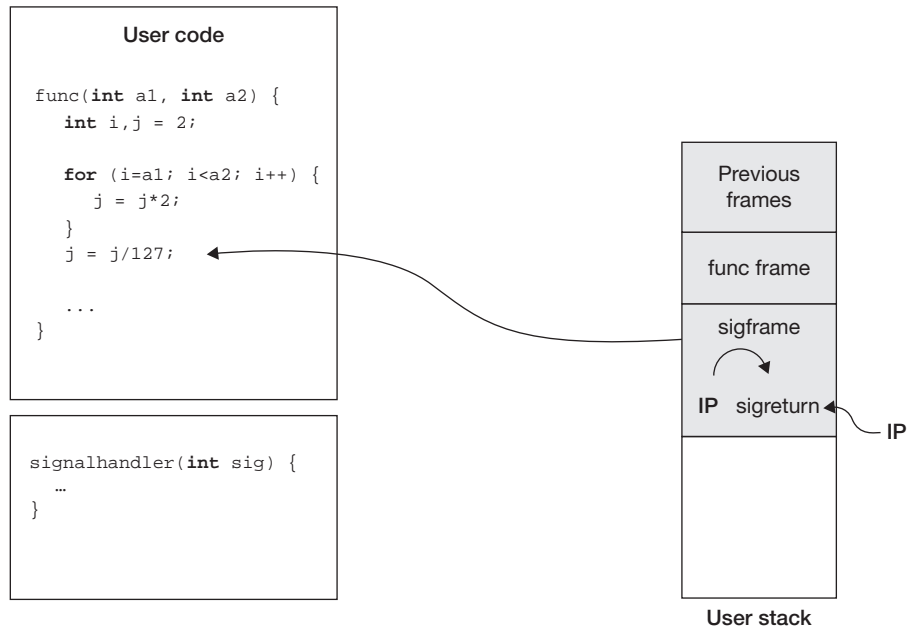 User code
func(int a1, int a2) {
int i,j = 2;
for (i=a1; i<a2; i++) {
j = j*2;
}
j = j/127;
...
}
signalhandler(int sig) {
…
}
Previous
frames
func frame
sigframe
IP sigreturn
IP
User stack